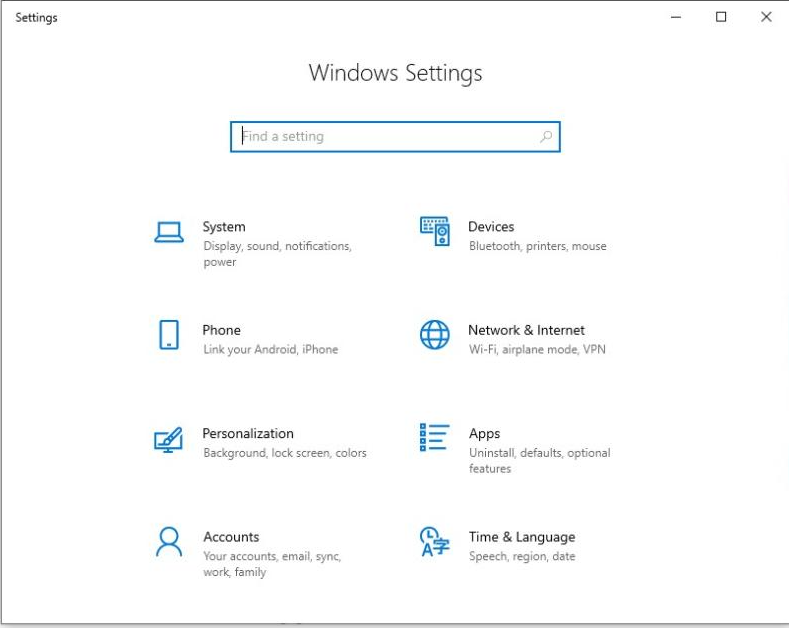 Settings
Windows Settings
Find a setting
System
Display, sound, notifications,
power
Devices
Bluetooth, printers, mouse
Phone
Link your Android, iPhone
Network & Internet
Wi-Fi, airplane mode, VPN
Personalization
Background, lock screen, colors
Apps
Uninstall, defaults, optional
features
Accounts
Your accounts, email, sync,
work, family
Time & Language
Speech, region, date